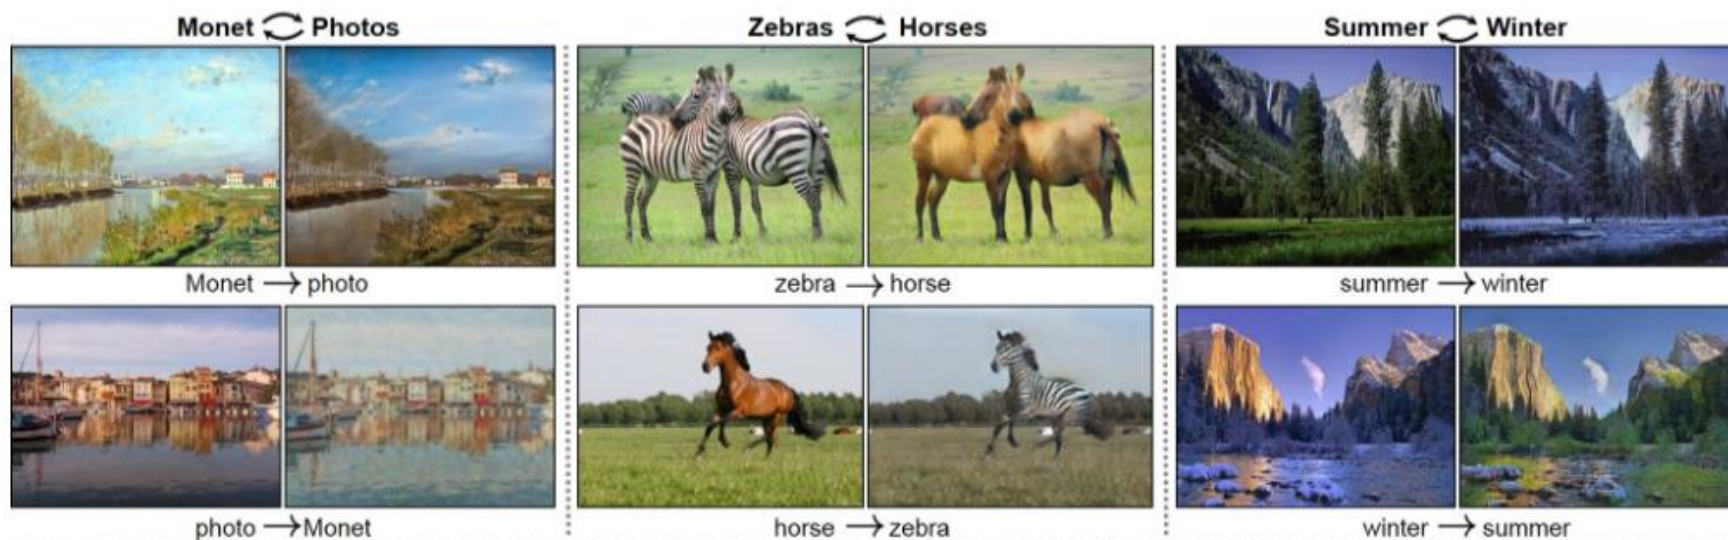 Monet Photos
Zebras Horses
Summer Winter
Monet → photo
zebra → horse
summer → winter
photo → Monet
horse → zebra
winter → summer